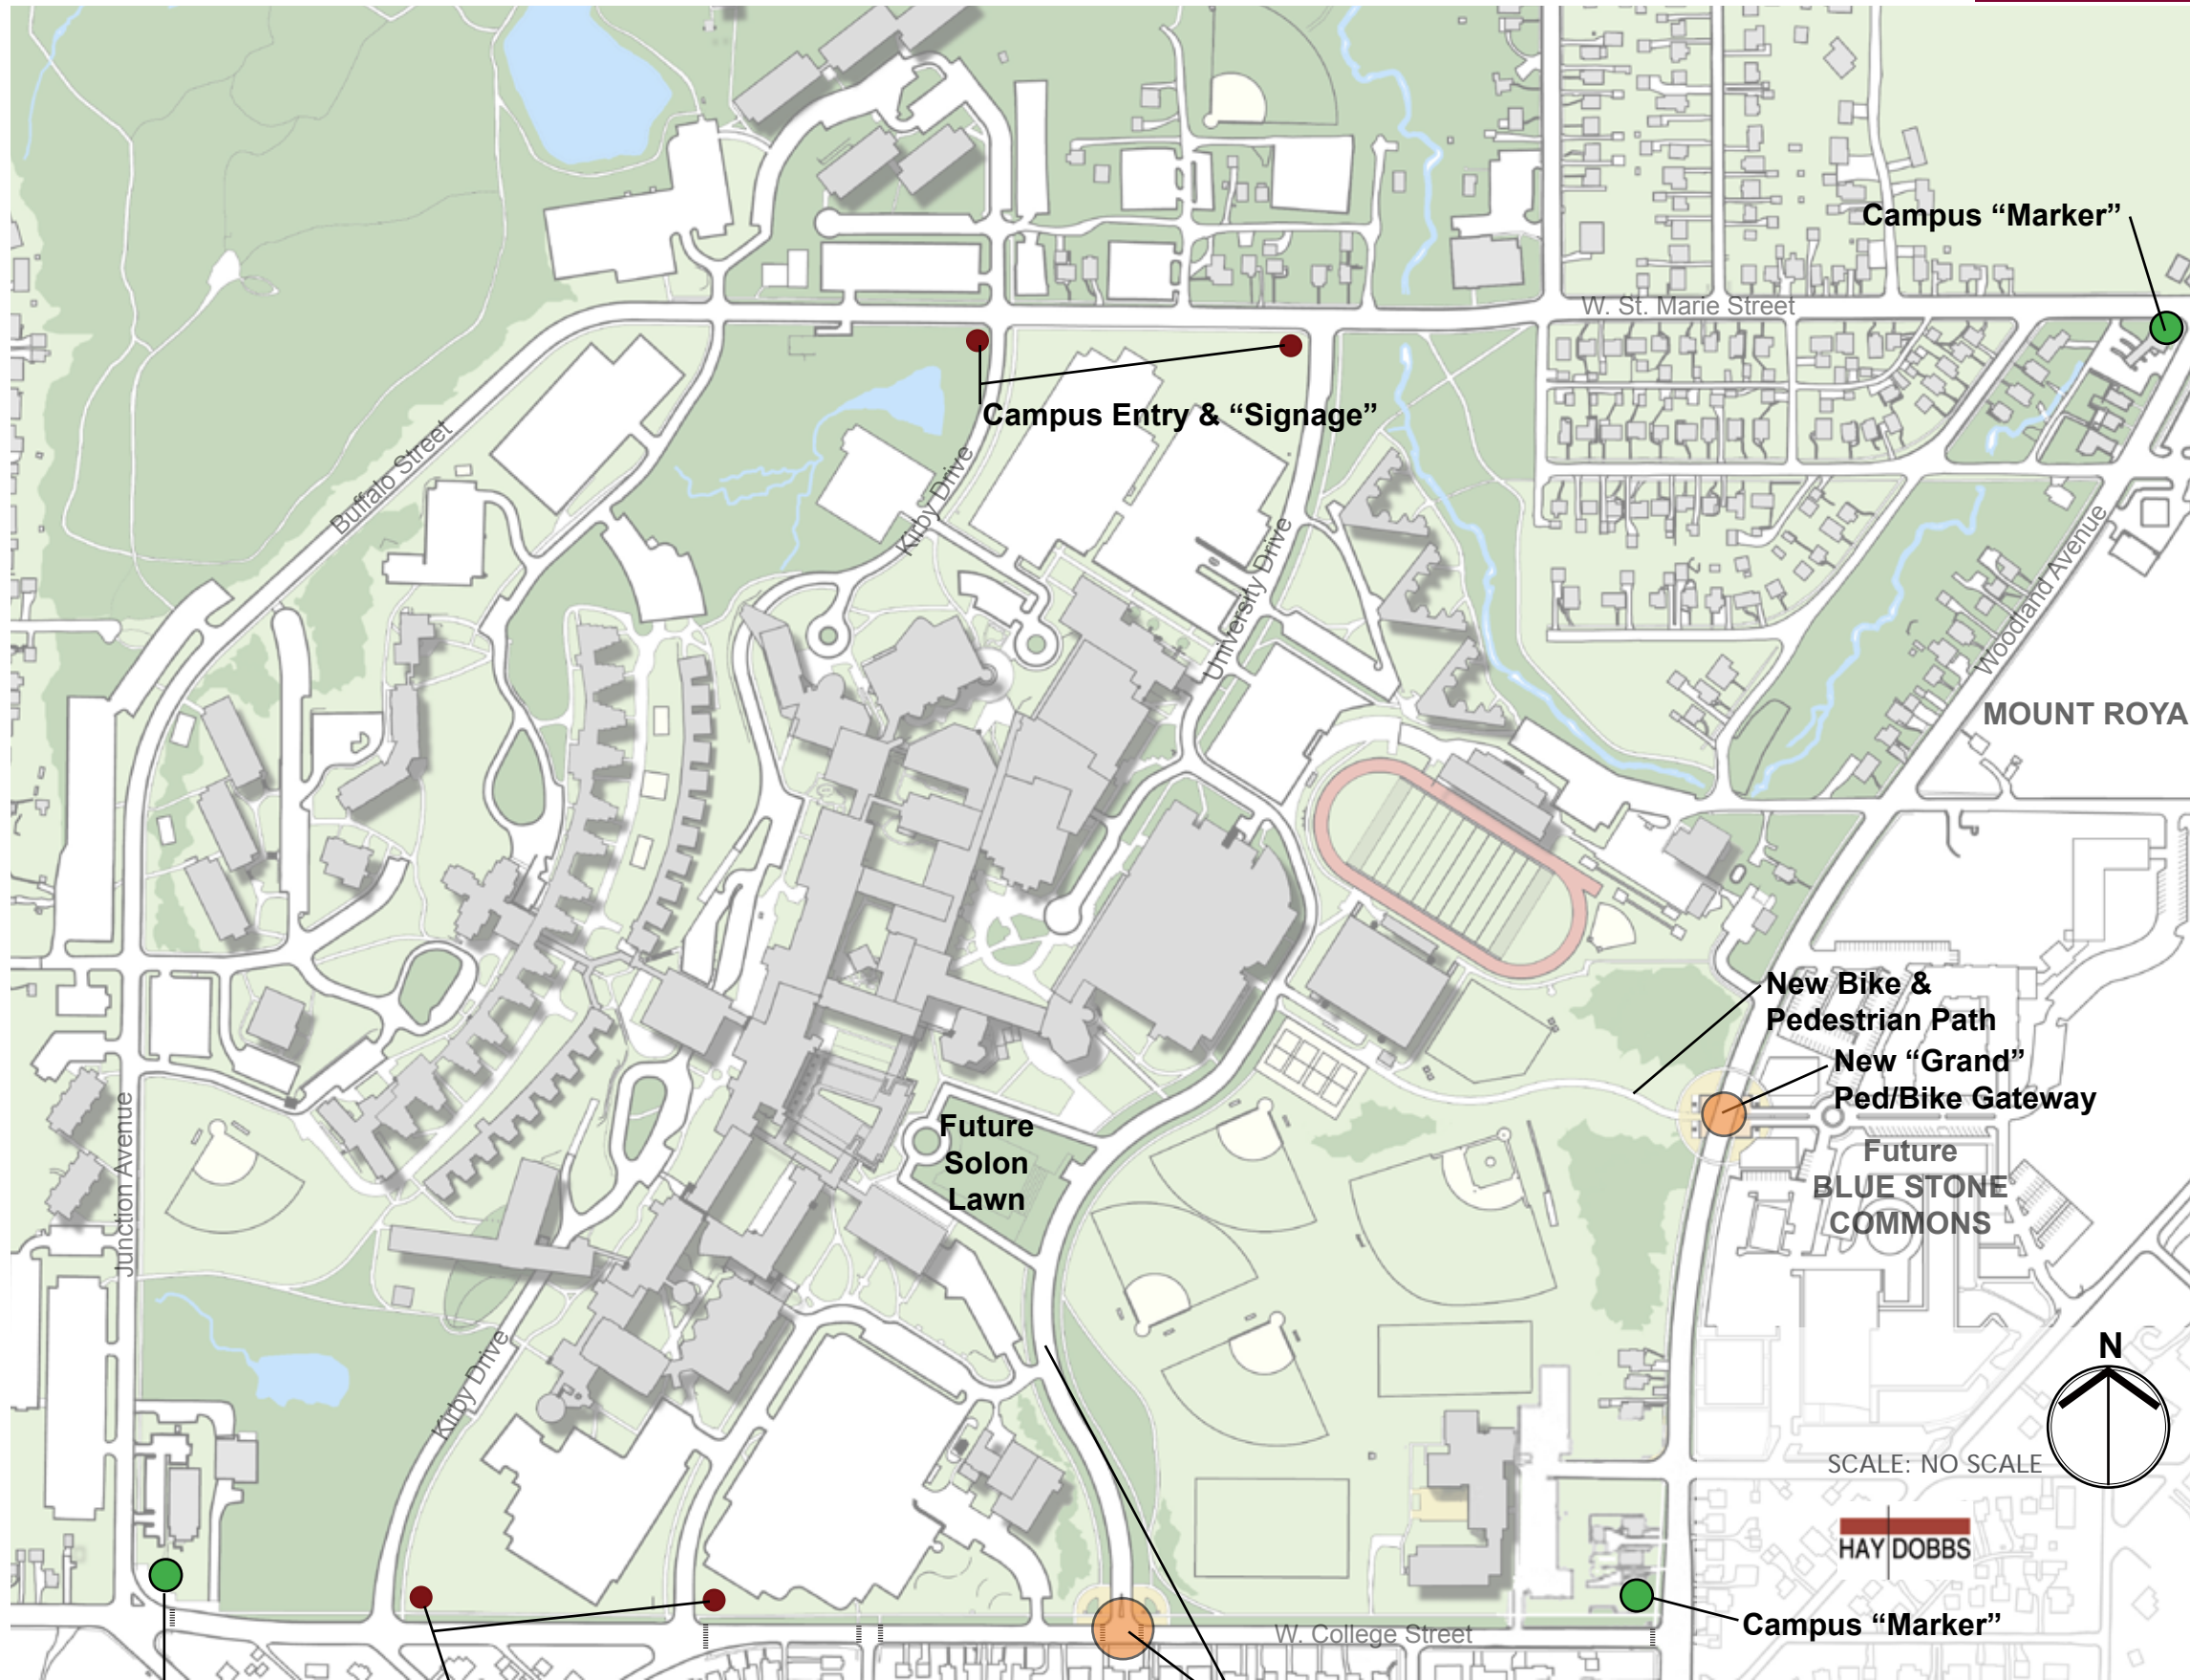 Campus “Marker”
W. St. Marie Street
Campus Entry & “Signage”
Buffalo Street
Kirby Drive
University Drive
Woodland Avenue
MOUNT ROYA
New Bike &
Pedestrian Path
New “Grand”
Ped/Bike Gateway
Future
Solon
Lawn
Future
BLUE STONE
COMMONS
Junction Avenue
Kirby Drive
N
SCALE: NO SCALE
HAY DOBBS
Campus “Marker”
W. College Street